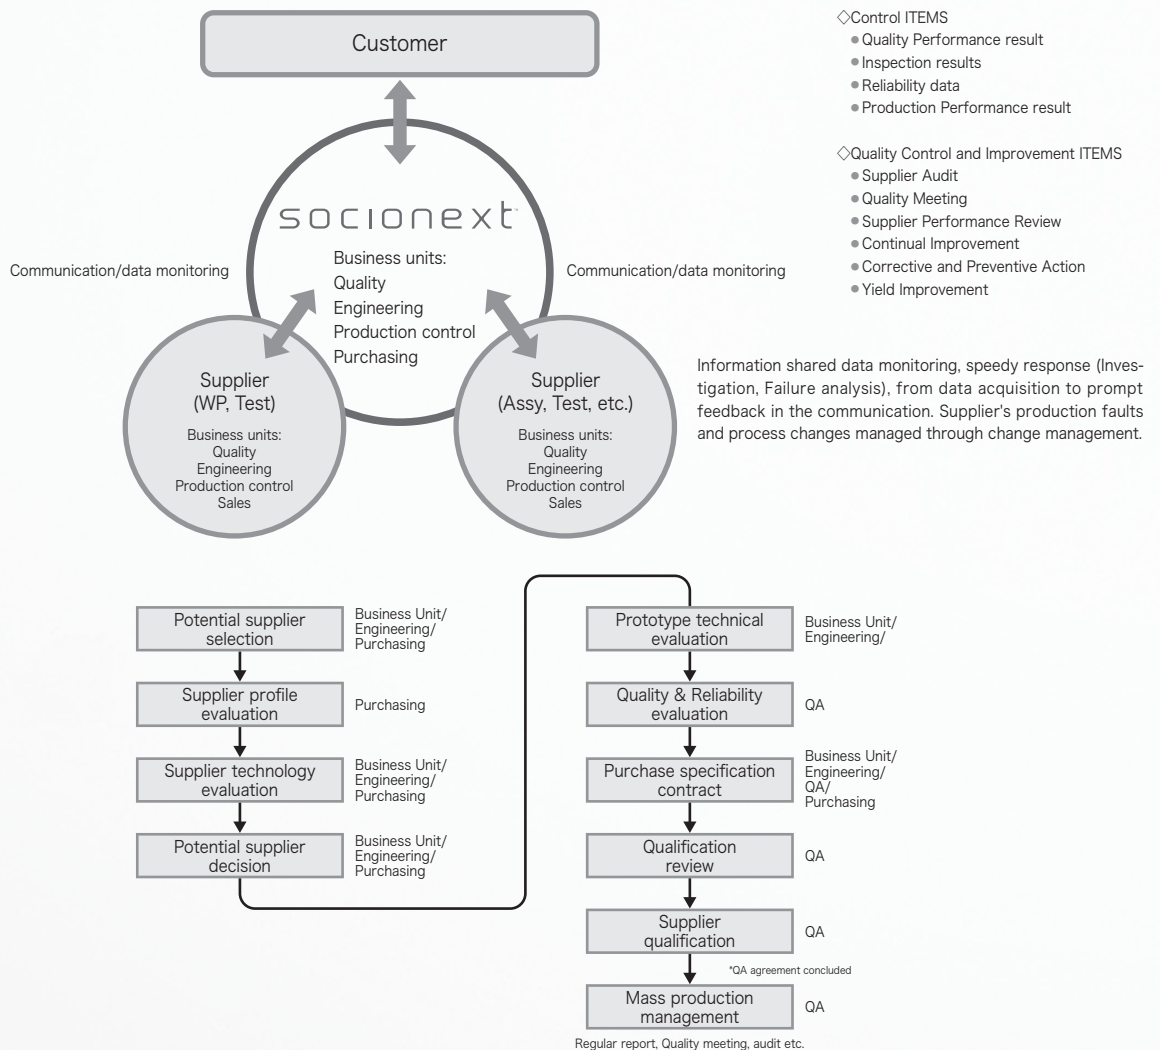 Customer
socionext
Business units:
Quality
Engineering
Production control
Purchasing
Communication/data monitoring
Communication/data monitoring
Supplier
(WP, Test)
Business units:
Quality
Engineering
Production control
Sales
Supplier
(Assy, Test, etc.)
Business units:
Quality
Engineering
Production control
Sales
◇Control ITEMS
● Quality Performance result
● Inspection results
● Reliability data
● Production Performance result
◇Quality Control and Improvement ITEMS
● Supplier Audit
● Quality Meeting
● Supplier Performance Review
● Continual Improvement
● Corrective and Preventive Action
● Yield Improvement
Information shared data monitoring, speedy response (Inves-
tigation, Failure analysis), from data acquisition to prompt
feedback in the communication. Supplier's production faults
and process changes managed through change management.
Potential supplier
selection
Business Unit/
Engineering/
Purchasing
Supplier profile
evaluation
Purchasing
Supplier technology
evaluation
Business Unit/
Engineering/
Purchasing
Potential supplier
decision
Business Unit/
Engineering/
Purchasing
Prototype technical
evaluation
Business Unit/
Engineering/
Quality & Reliability
evaluation
QA
Purchase specification
contract
Business Unit/
Engineering/
QA/
Purchasing
Qualification
review
QA
Supplier
qualification
QA
*QA agreement concluded
Mass production
management
QA
Regular report, Quality meeting, audit etc.